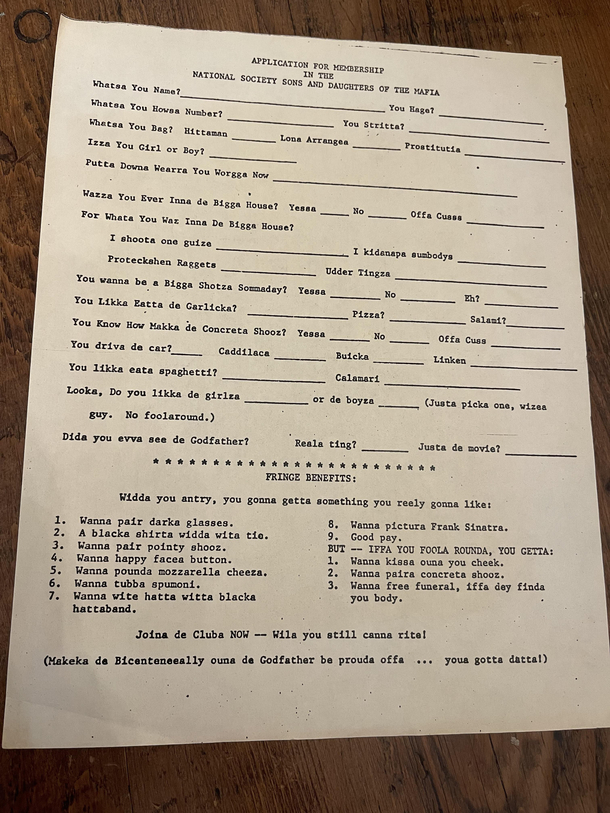 APPLICATION FOR MEMBERSHIP
IN THE
NATIONAL SOCIETY SONS AND DAUGHTERS OF THE MAFIA
Whatsa You Name? You Hage?
Whatsa You Howsa Number? You Stritta?
Whatsa You Bag? Hittaman Lona Arrangea Prostitutia
Izza You Girl or Boy?
Putta Downa Wearra You Worgga Now
Wazza You Ever Inna de Bigga House? Yessa No Offa Cusss
For Whata You Waz Inna De Bigga House?
I shoota one guize I kidanapa sumbodys
Proteckshen Raggets Udder Tingza
You wanna be a Bigga Shotza Sommaday? Yessa No Eh?
You Likka Eatta de Garlicka? Pizza? Salami?
You Know How Makka de Concreta Shooz? Yessa No Offa Cuss
You driva de car? Caddilaca Buicka Linken
You likka eata spaghetti? Calamari
Looka, Do you likka de girlza or de boyza (Justa picka one, wizea
guy. No foolaround.)
Dida you evva see de Godfather? Reala ting? Justa de movie?
* * * * * * * * * * * * * * * * * * * * * * * * *
FRINGE BENEFITS:
Widda you antry, you gonna getta something you reely gonna like:
1. Wanna pair darka glasses.
2. A blacka shirta widda wita tie.
3. Wanna pair pointy shooz.
4. Wanna happy facea button.
5. Wanna pounda mozzarella cheeza.
6. Wanna tubba spumoni.
7. Wanna wite hatta witta blacka
hattaband.
8. Wanna pictura Frank Sinatra.
9. Good pay.
BUT -- IFFA YOU FOOLA ROUNDA, YOU GETTA:
1. Wanna kissa ouna you cheek.
2. Wanna paira concreta shooz.
3. Wanna free funeral, iffa dey finda
you body.
Joina de Cluba NOW -- Wila you still canna rite!
(Makeka de Bicenteneeally ouna de Godfather be prouda offa ... youa gotta datta!)